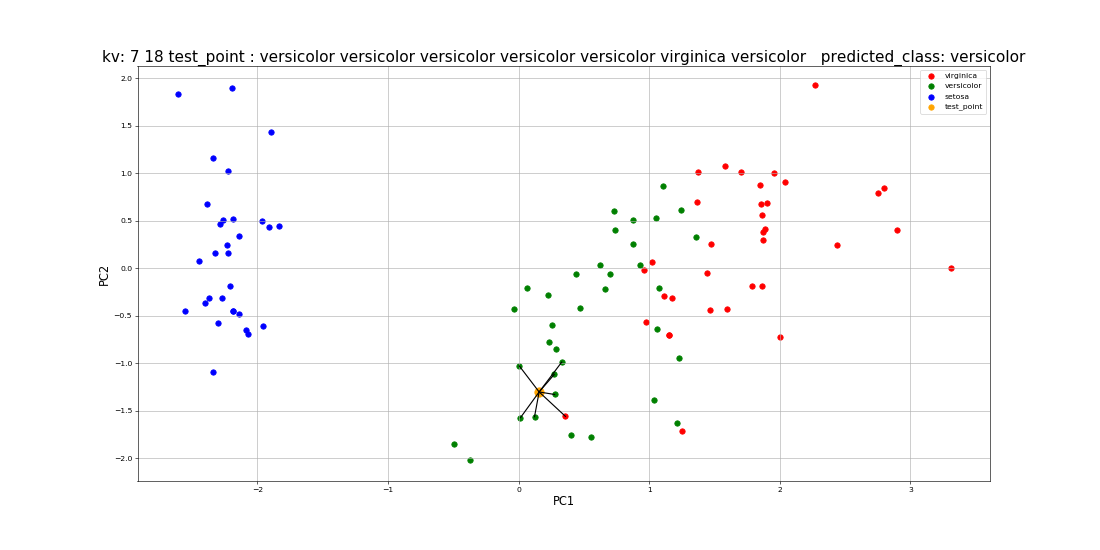 kv: 7 18 test_point : versicolor versicolor versicolor versicolor versicolor virginica versicolor   predicted_class: versicolor
virginica
versicolor
setosa
test_point
2.0
1.5
1.0
0.5
0.0
−0.5
−1.0
−1.5
−2.0
PC2
−2
−1
0
1
2
3
PC1